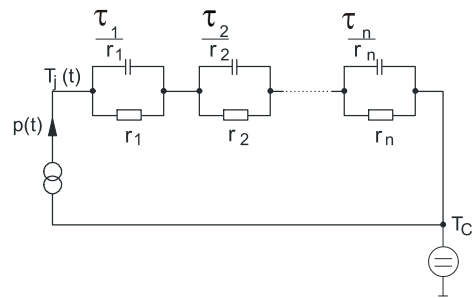 τ1/r1 τ2/r2 τn/rn
Tj(t)
r1 r2 rn
p(t)
TC